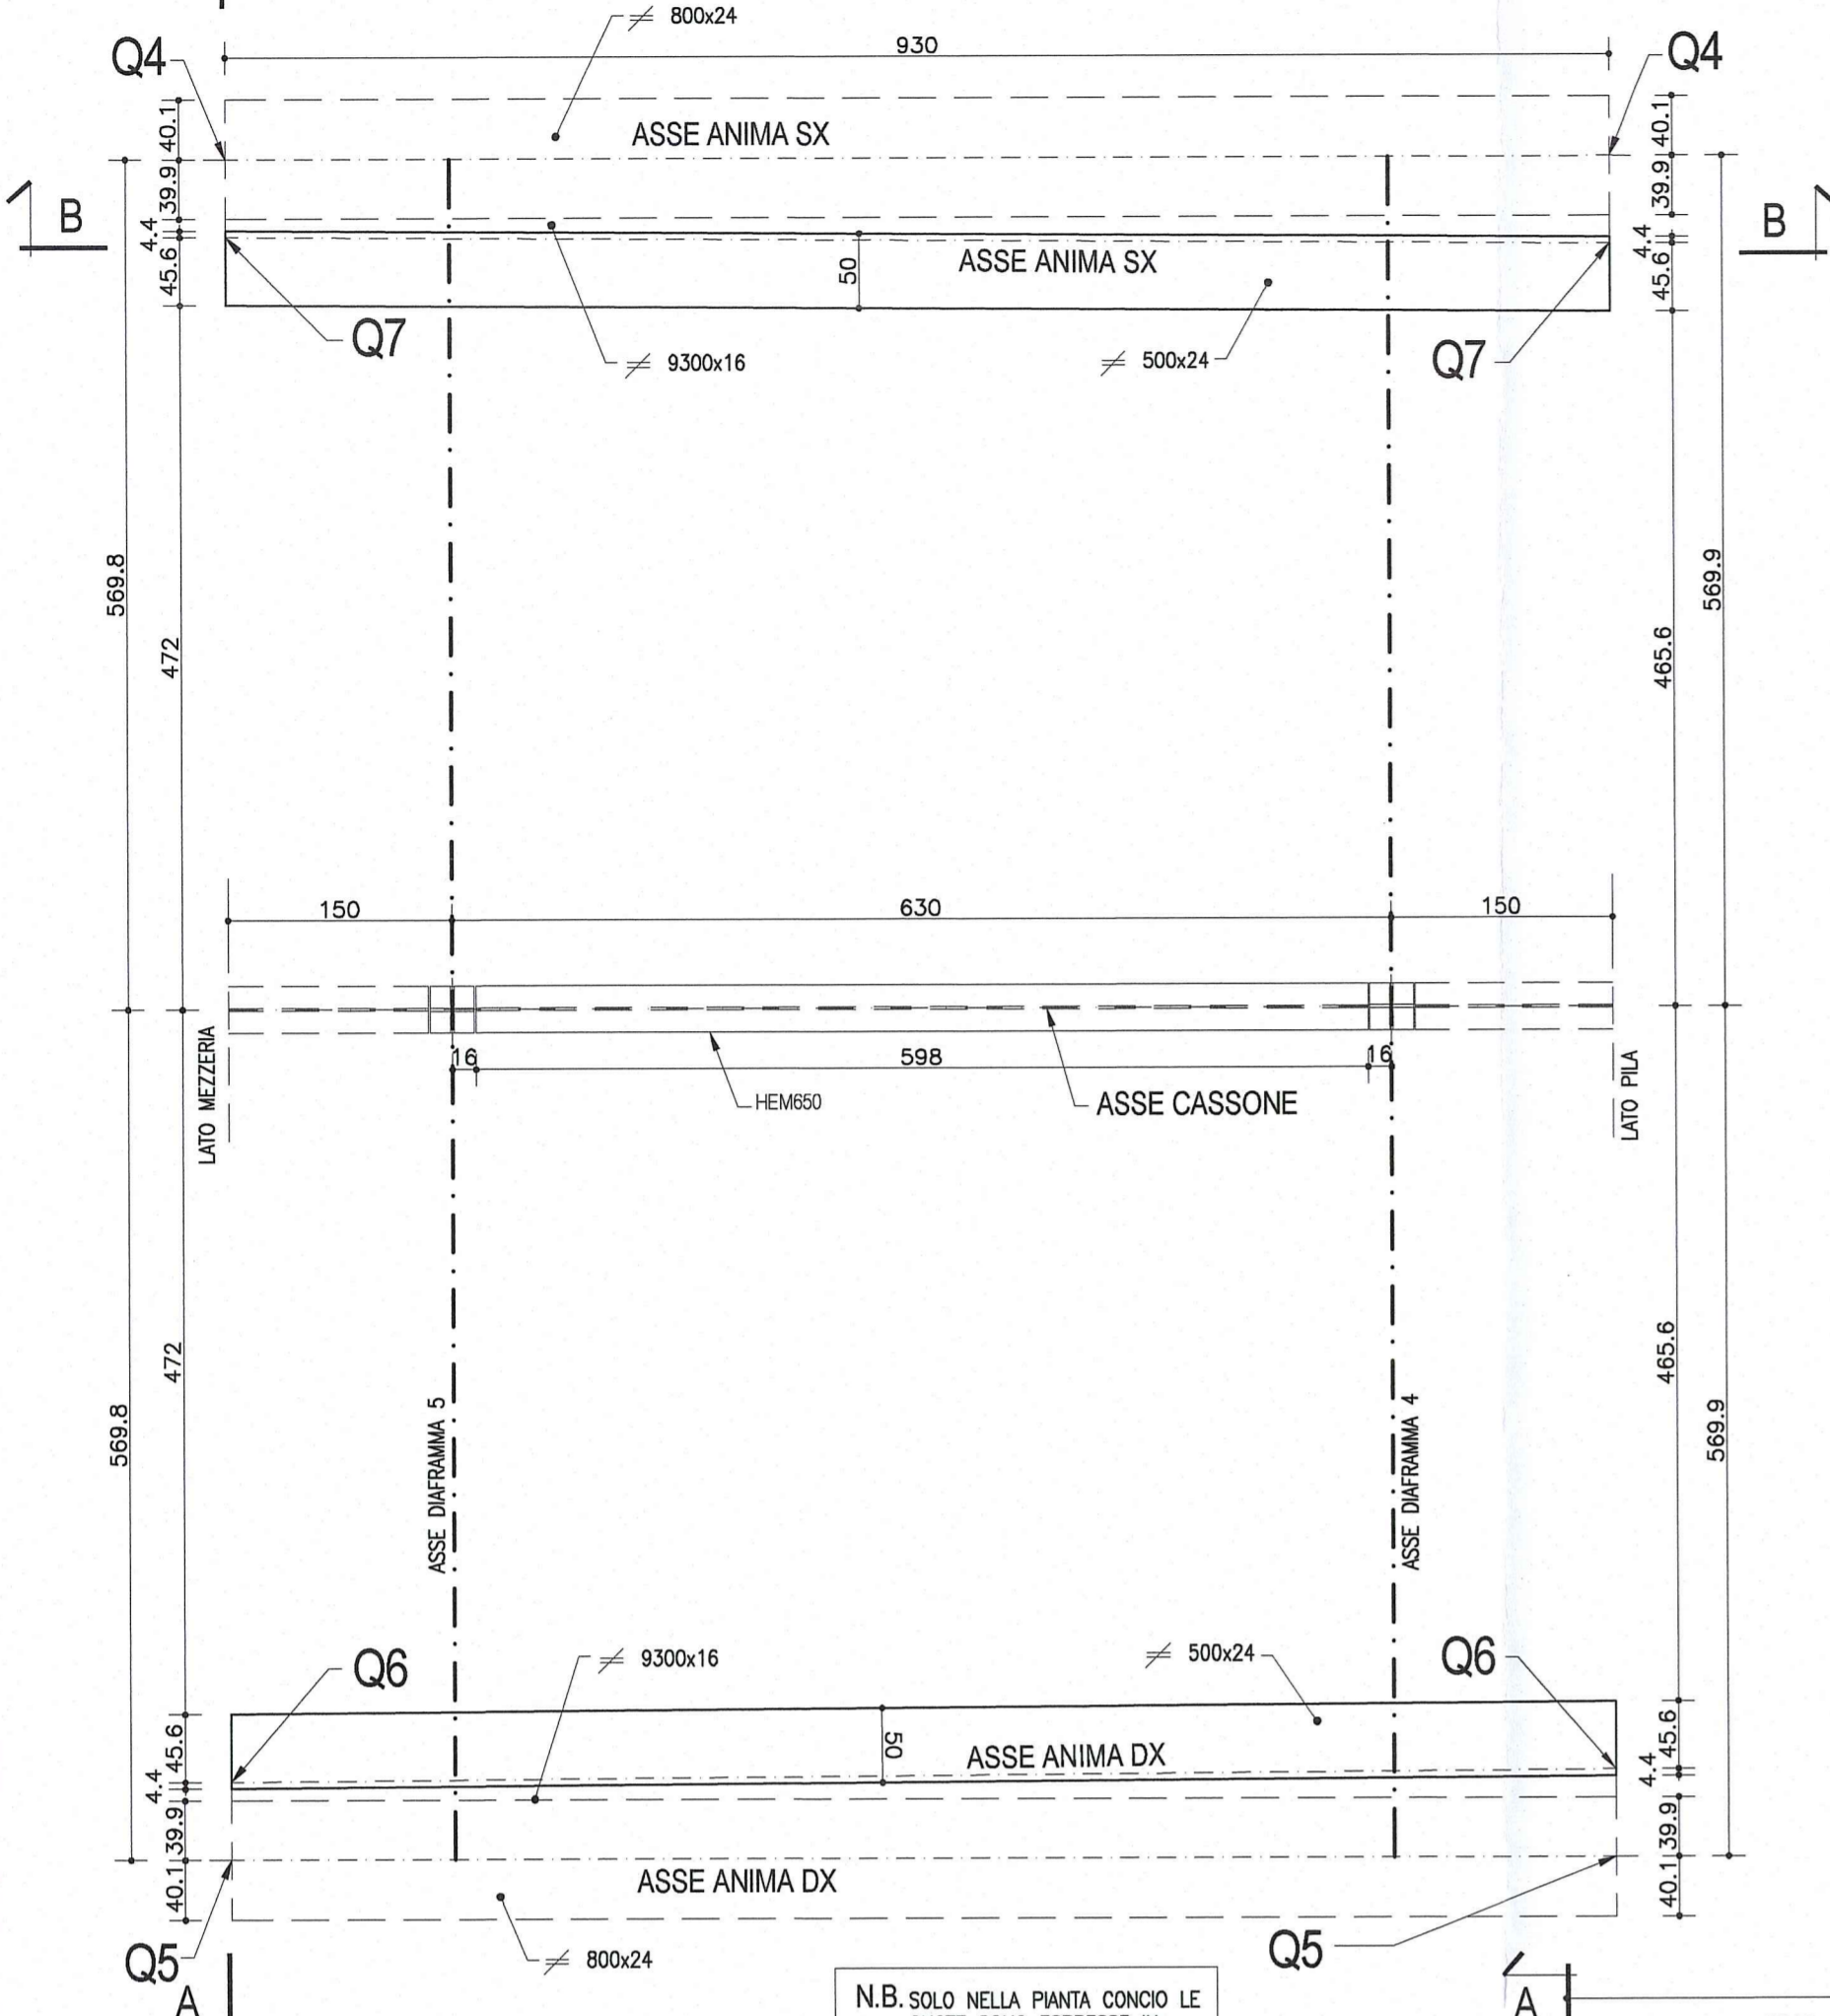 800x24
930
Q4
Q4
40.1
40.1
ASSE ANIMA SX
39.9
39.9
B
B
4.4
4.4
ASSE ANIMA SX
50
45.6
45.6
Q7
Q7
9300x16
500x24
569.8
569.9
472
465.6
150
630
150
LATO MEZZERIA
16
598
16
LATO PILA
HEM650
ASSE CASSONE
472
465.6
569.8
569.9
ASSE DIAFRAMMA 5
ASSE DIAFRAMMA 4
Q6
9300x16
500x24
Q6
45.6
45.6
50
ASSE ANIMA DX
4.4
4.4
39.9
39.9
ASSE ANIMA DX
40.1
40.1
Q5
800x24
Q5
A
A
N.B. SOLO NELLA PIANTA CONCIO LE